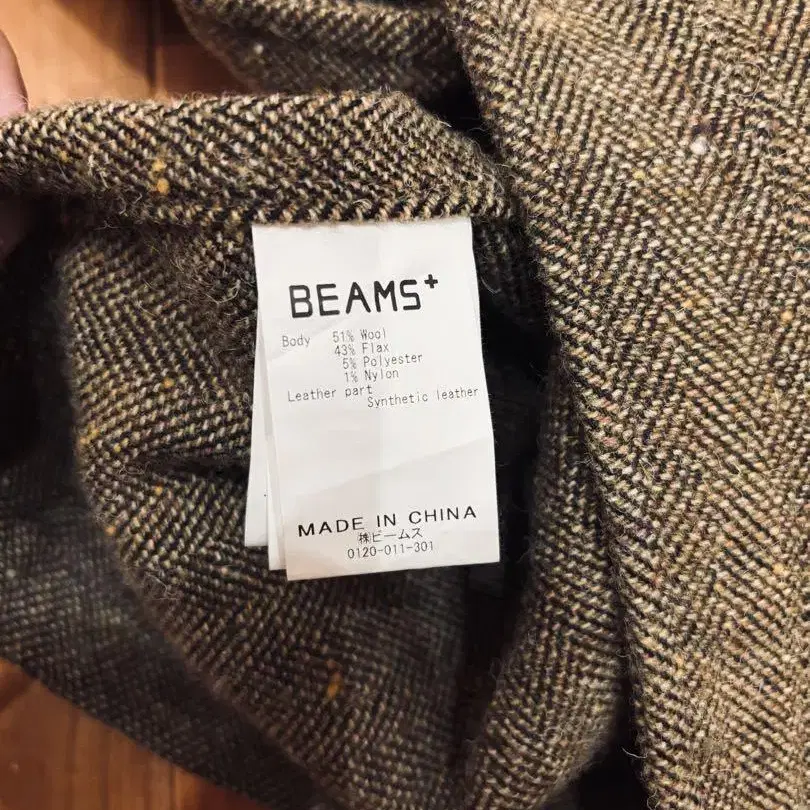 BEAMS+
Body 51% Wool
43% Flax
5% Polyester
1% Nylon
Leather part
Synthetic leather
MADE IN CHINA
㈱ビームス
0120-011-301